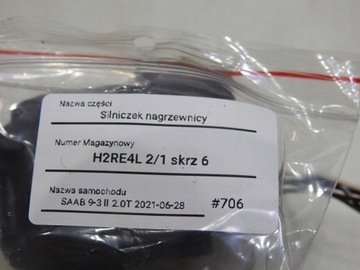 Nazwa części
Silniczek nagrzewnicy
Numer Magazynowy
H2RE4L 2/1 skrz 6
Nazwa samochodu
SAAB 9-3 II 2.0T 2021-06-28 #706